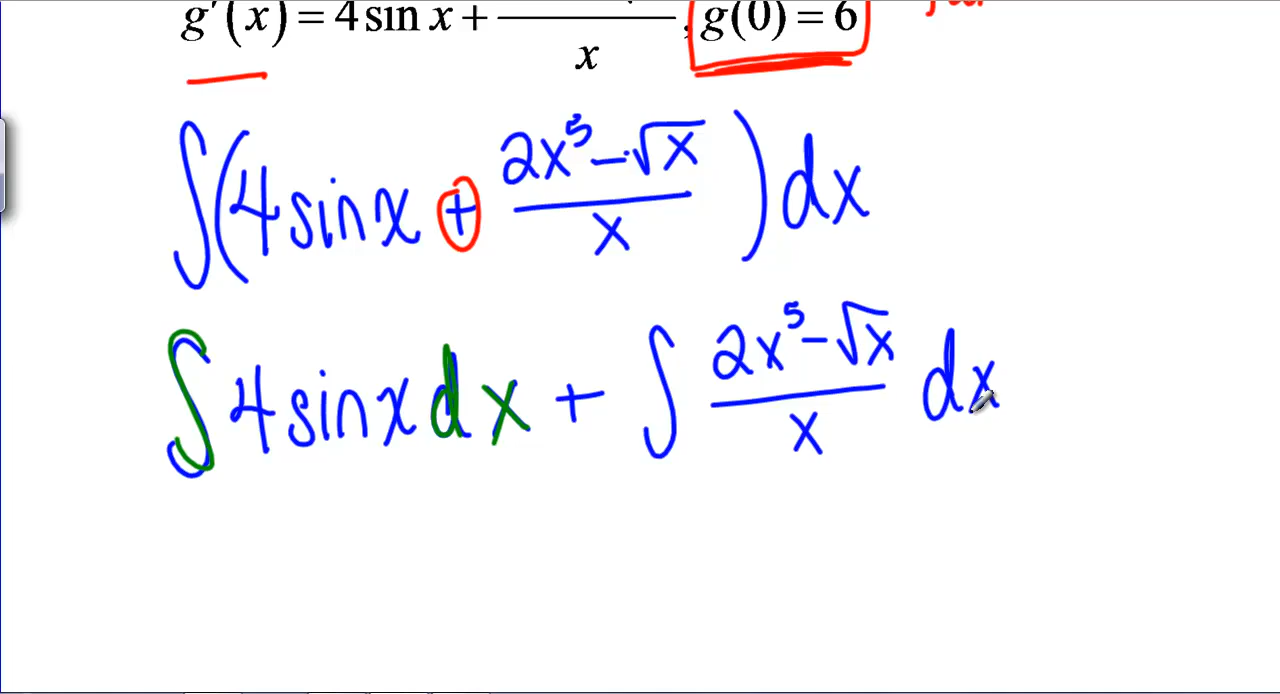 g'(x) = 4 sin x + ―― / x , g(0) = 6
∫(4 sin x + (2x⁵ − √x)/x) dx
∫ 4 sin x dx + ∫ (2x⁵ − √x)/x dx